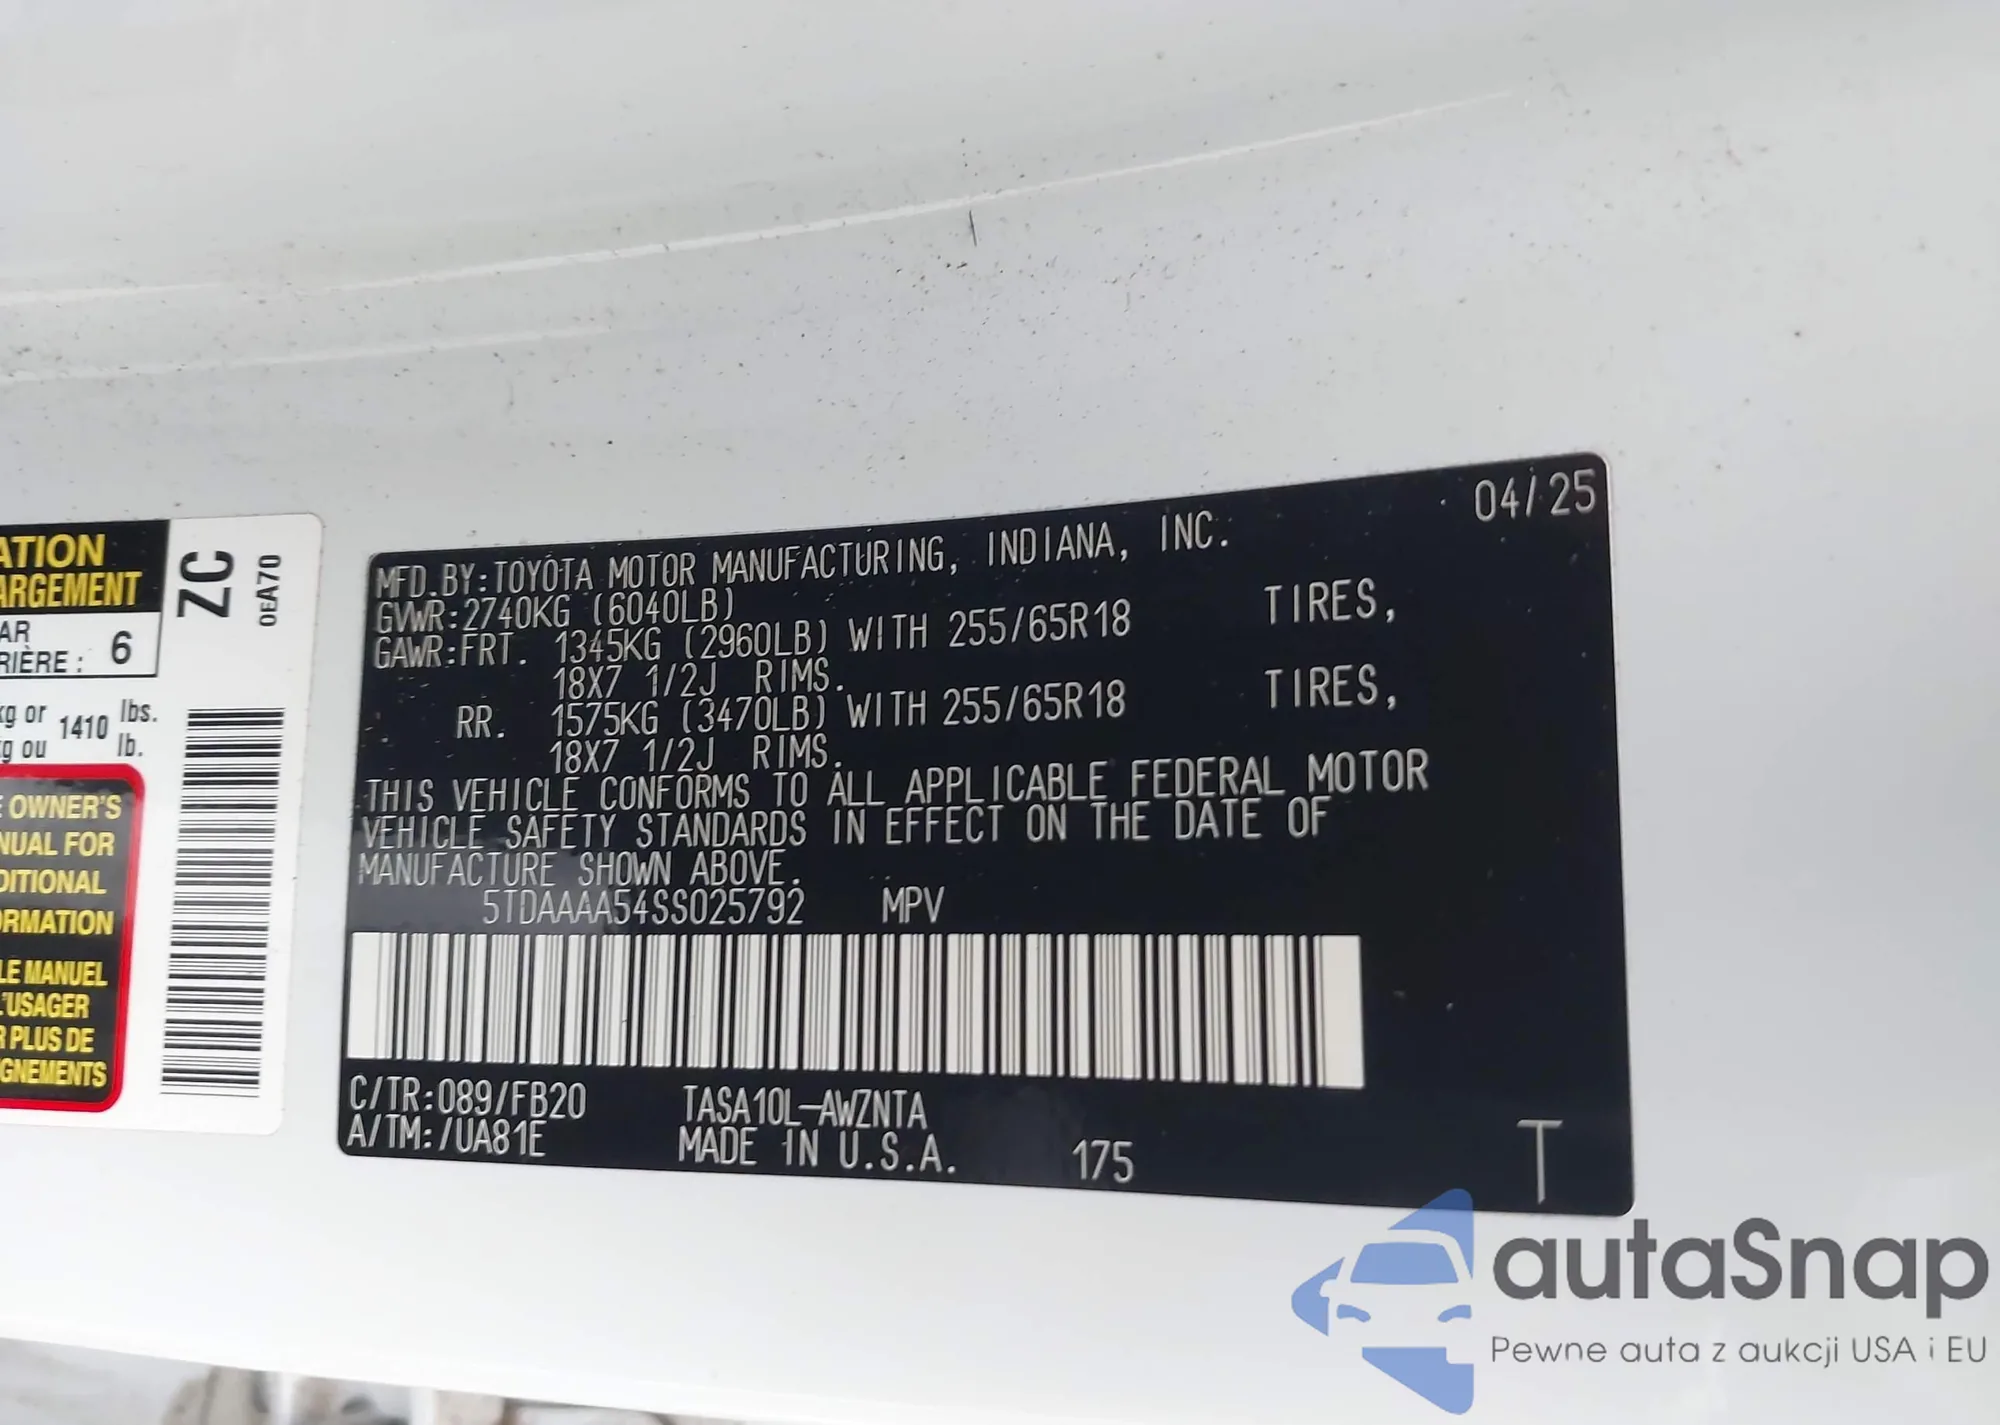 ATION
ARGEMENT
AR
RIÈRE : 6
kg or 1410 lbs.
kg ou lb.
E OWNER'S
NUAL FOR
DITIONAL
ORMATION
LE MANUEL
L'USAGER
R PLUS DE
GNEMENTS
ZC
0EA70
04/25
MFD.BY:TOYOTA MOTOR MANUFACTURING, INDIANA, INC.
GVWR:2740KG (6040LB)
GAWR:FRT. 1345KG (2960LB) WITH 255/65R18 TIRES,
18X7 1/2J RIMS.
RR. 1575KG (3470LB) WITH 255/65R18 TIRES,
18X7 1/2J RIMS.
THIS VEHICLE CONFORMS TO ALL APPLICABLE FEDERAL MOTOR
VEHICLE SAFETY STANDARDS IN EFFECT ON THE DATE OF
MANUFACTURE SHOWN ABOVE.
5TDAAAA54SS025792 MPV
C/TR:089/FB20 TASA10L-AWZNTA
A/TM:/UA81E MADE IN U.S.A. 175
T
autaSnap
Pewne auta z aukcji USA i EU